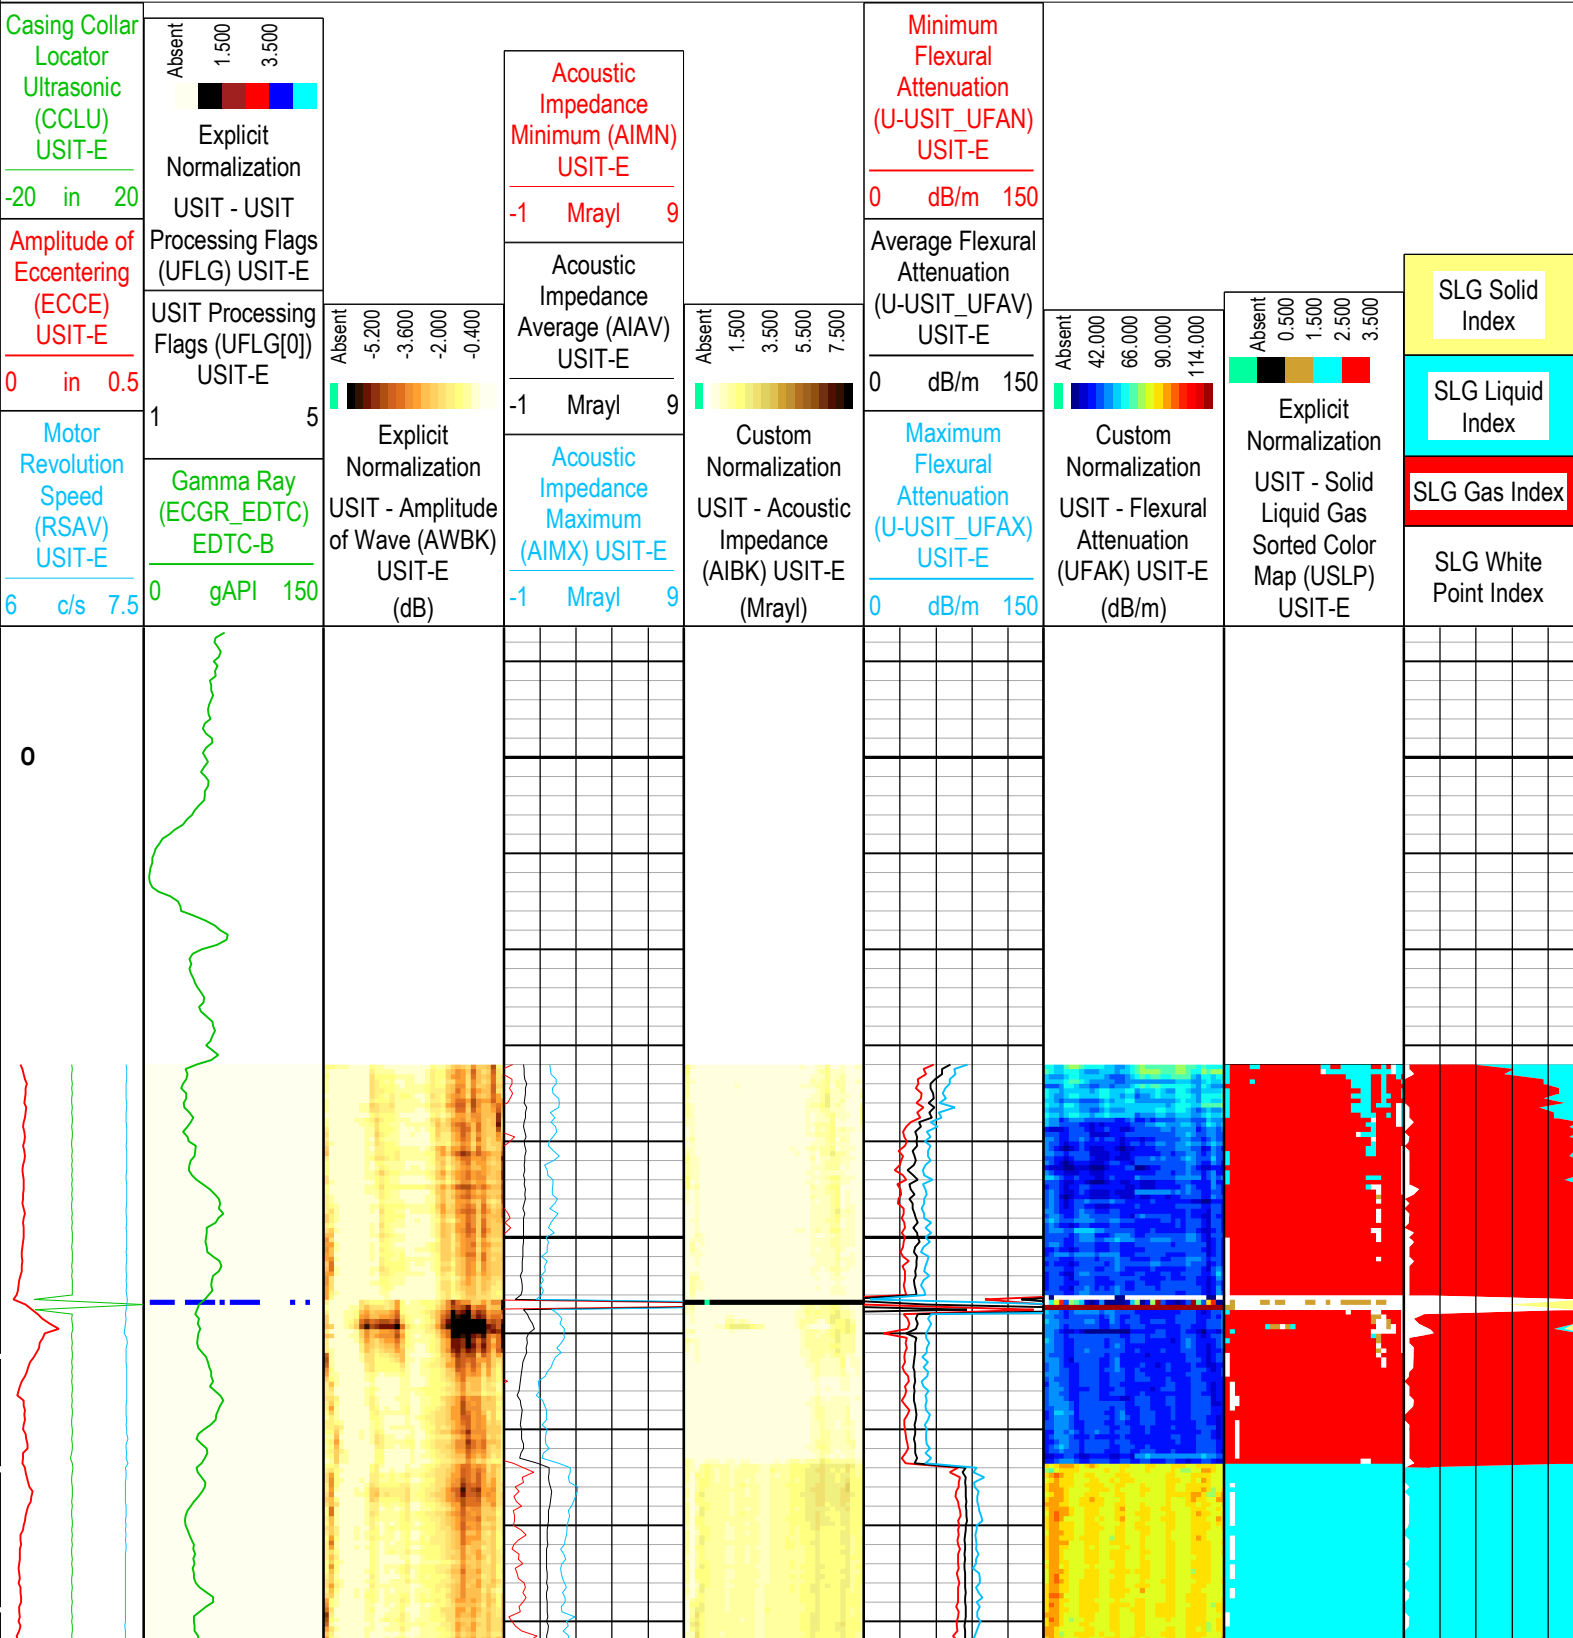 Casing Collar
Locator
Ultrasonic
(CCLU)
USIT-E
-20 in 20
Amplitude of
Eccentering
(ECCE)
USIT-E
0 in 0.5
Motor
Revolution
Speed
(RSAV)
USIT-E
6 c/s 7.5
Absent
1.500
3.500
Explicit
Normalization
USIT - USIT
Processing Flags
(UFLG) USIT-E
USIT Processing
Flags (UFLG[0])
USIT-E
1 5
Gamma Ray
(ECGR_EDTC)
EDTC-B
0 gAPI 150
Absent
-5.200
-3.600
-2.000
-0.400
Explicit
Normalization
USIT - Amplitude
of Wave (AWBK)
USIT-E
(dB)
Acoustic
Impedance
Minimum (AIMN)
USIT-E
-1 Mrayl 9
Acoustic
Impedance
Average (AIAV)
USIT-E
-1 Mrayl 9
Acoustic
Impedance
Maximum
(AIMX) USIT-E
-1 Mrayl 9
Absent
1.500
3.500
5.500
7.500
Custom
Normalization
USIT - Acoustic
Impedance
(AIBK) USIT-E
(Mrayl)
Minimum
Flexural
Attenuation
(U-USIT_UFAN)
USIT-E
0 dB/m 150
Average Flexural
Attenuation
(U-USIT_UFAV)
USIT-E
0 dB/m 150
Maximum
Flexural
Attenuation
(U-USIT_UFAX)
USIT-E
0 dB/m 150
Absent
42.000
66.000
90.000
114.000
Custom
Normalization
USIT - Flexural
Attenuation
(UFAK) USIT-E
(dB/m)
Absent
0.500
1.500
2.500
3.500
Explicit
Normalization
USIT - Solid
Liquid Gas
Sorted Color
Map (USLP)
USIT-E
SLG Solid
Index
SLG Liquid
Index
SLG Gas Index
SLG White
Point Index
0